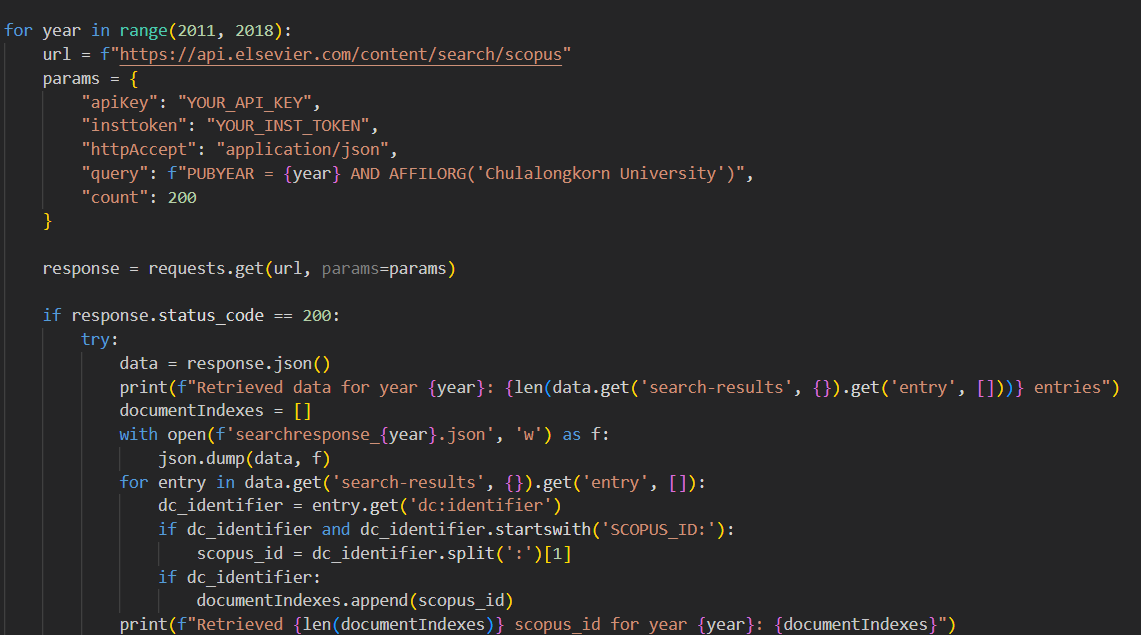 for year in range(2011, 2018):
    url = f"https://api.elsevier.com/content/search/scopus"
    params = {
        "apiKey": "YOUR_API_KEY",
        "insttoken": "YOUR_INST_TOKEN",
        "httpAccept": "application/json",
        "query": f"PUBYEAR = {year} AND AFFILORG('Chulalongkorn University')",
        "count": 200
    }
    response = requests.get(url, params=params)
    if response.status_code == 200:
        try:
            data = response.json()
            print(f"Retrieved data for year {year}: {len(data.get('search-results', {}).get('entry', []))} entries")
            documentIndexes = []
            with open(f'searchresponse_{year}.json', 'w') as f:
                json.dump(data, f)
            for entry in data.get('search-results', {}).get('entry', []):
                dc_identifier = entry.get('dc:identifier')
                if dc_identifier and dc_identifier.startswith('SCOPUS_ID:'):
                    scopus_id = dc_identifier.split(':')[1]
                if dc_identifier:
                    documentIndexes.append(scopus_id)
            print(f"Retrieved {len(documentIndexes)} scopus_id for year {year}: {documentIndexes}")